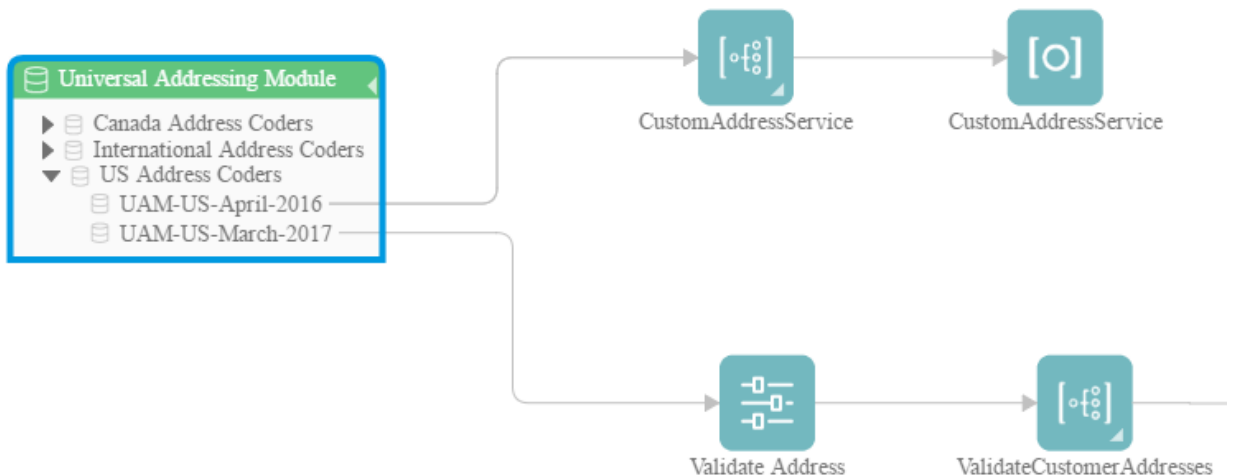 Universal Addressing Module
Canada Address Coders
International Address Coders
US Address Coders
UAM-US-April-2016
UAM-US-March-2017
CustomAddressService
CustomAddressService
Validate Address
ValidateCustomerAddresses